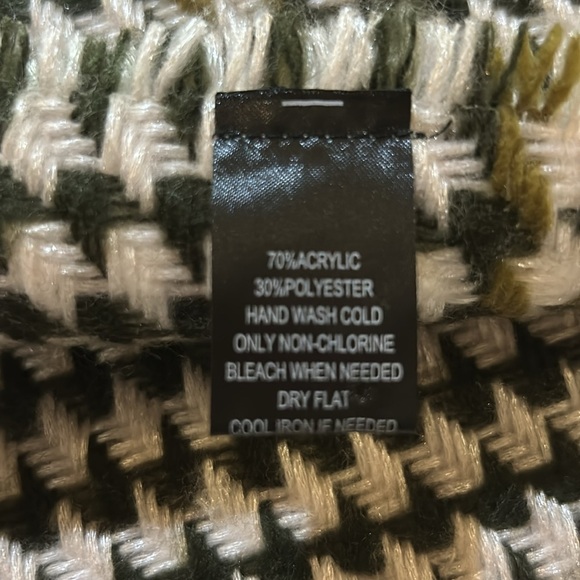 70%ACRYLIC
30%POLYESTER
HAND WASH COLD
ONLY NON-CHLORINE
BLEACH WHEN NEEDED
DRY FLAT
COOL IRON IF NEEDED